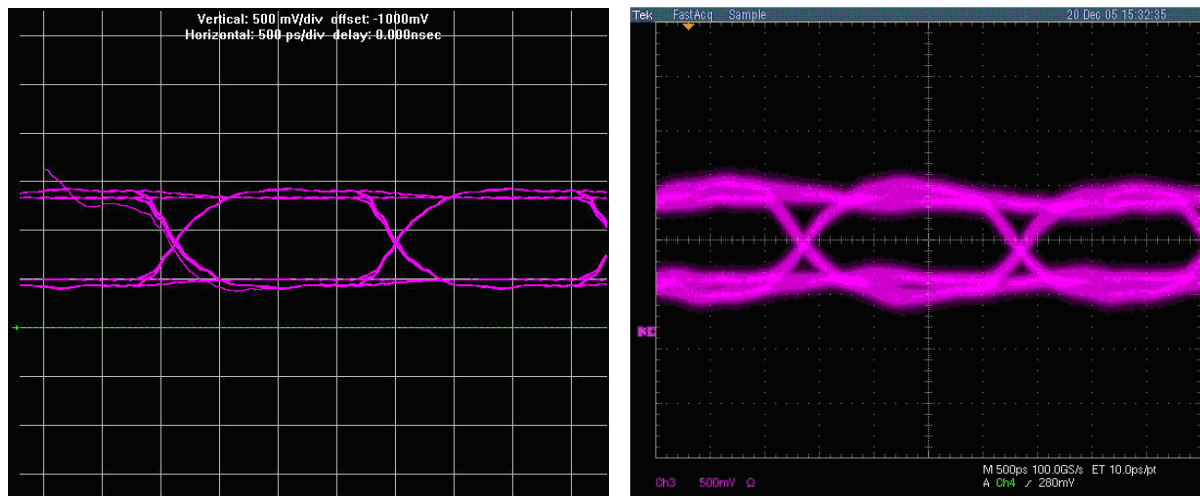 Vertical: 500 mV/div offset: -1000mV
Horizontal: 500 ps/div delay: 0.000nsec
Tek FastAcq Sample 20 Dec 05 15:32:35
3
M 500ps 100.0GS/s ET 10.0ps/pt
Ch3 500mV Ω A Ch4 / 280mV